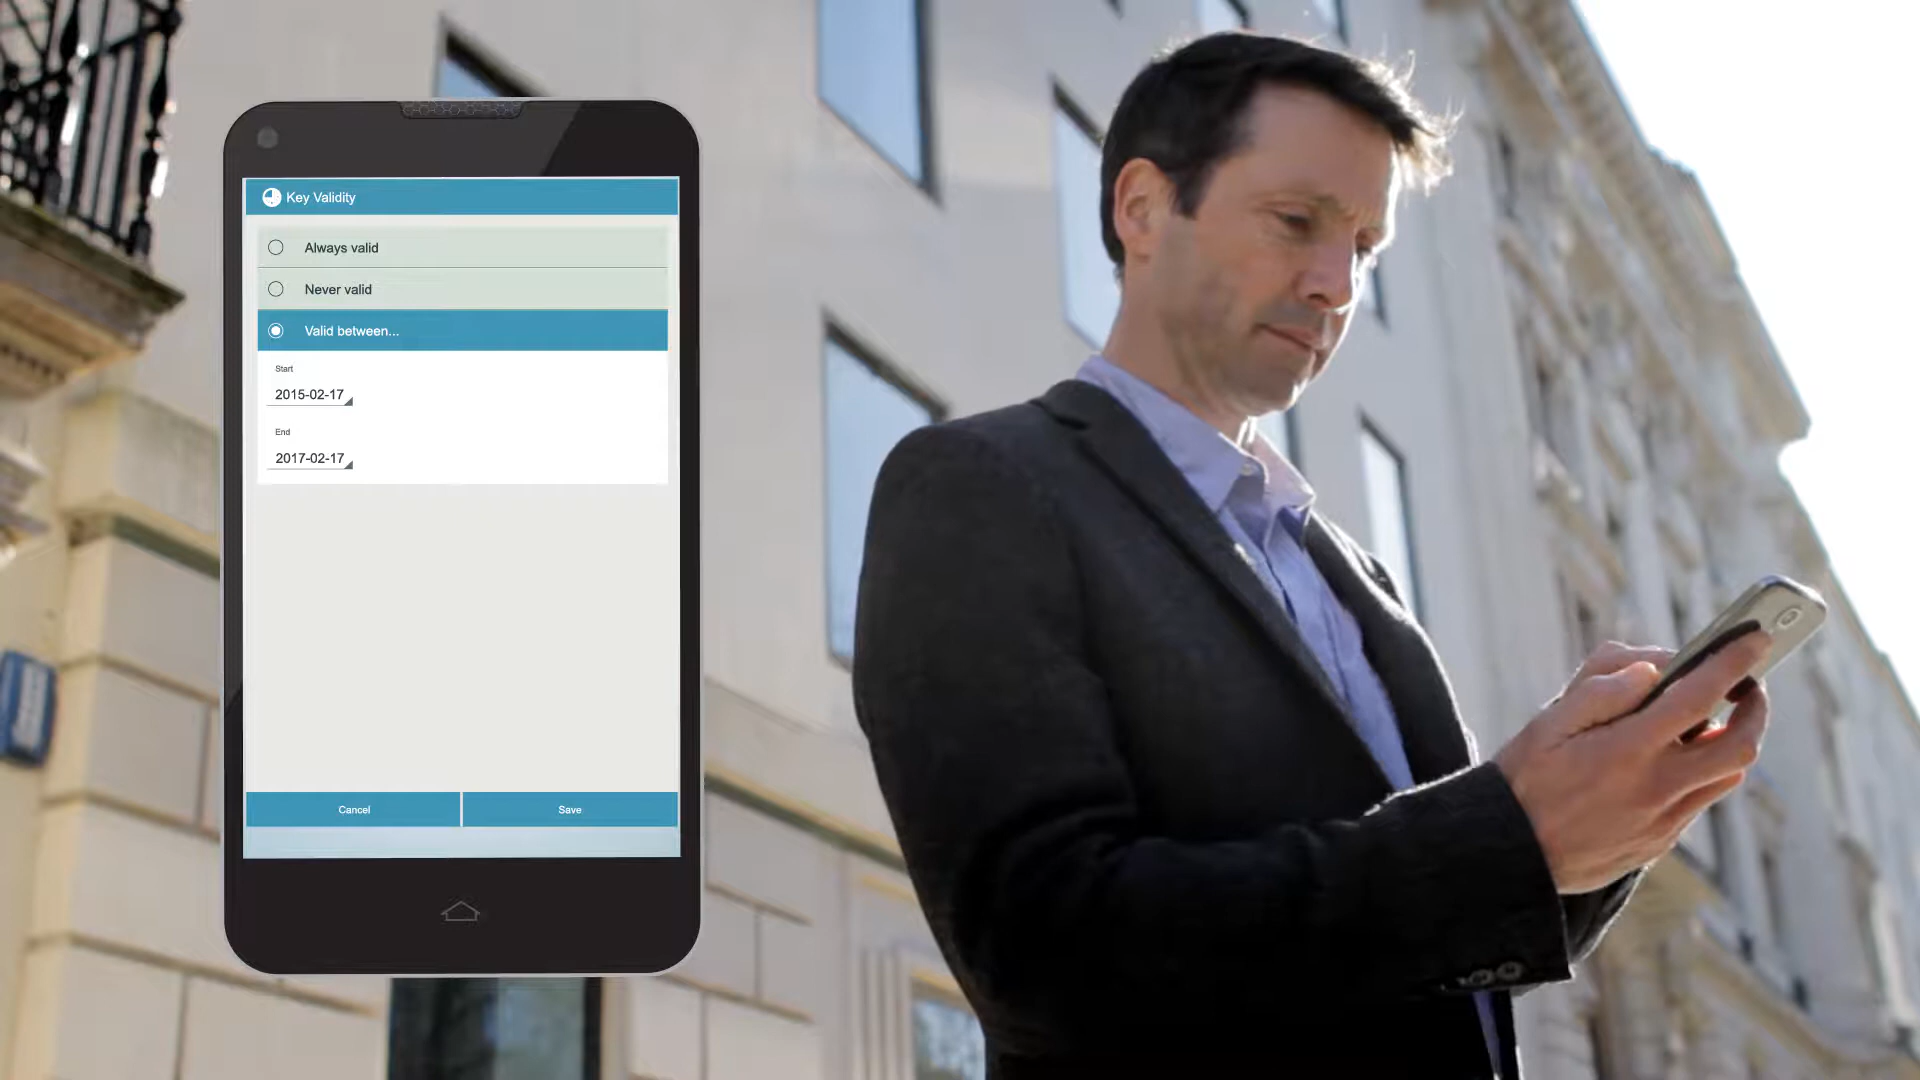 Key Validity
Always valid
Never valid
Valid between...
Start
2015-02-17
End
2017-02-17
Cancel
Save